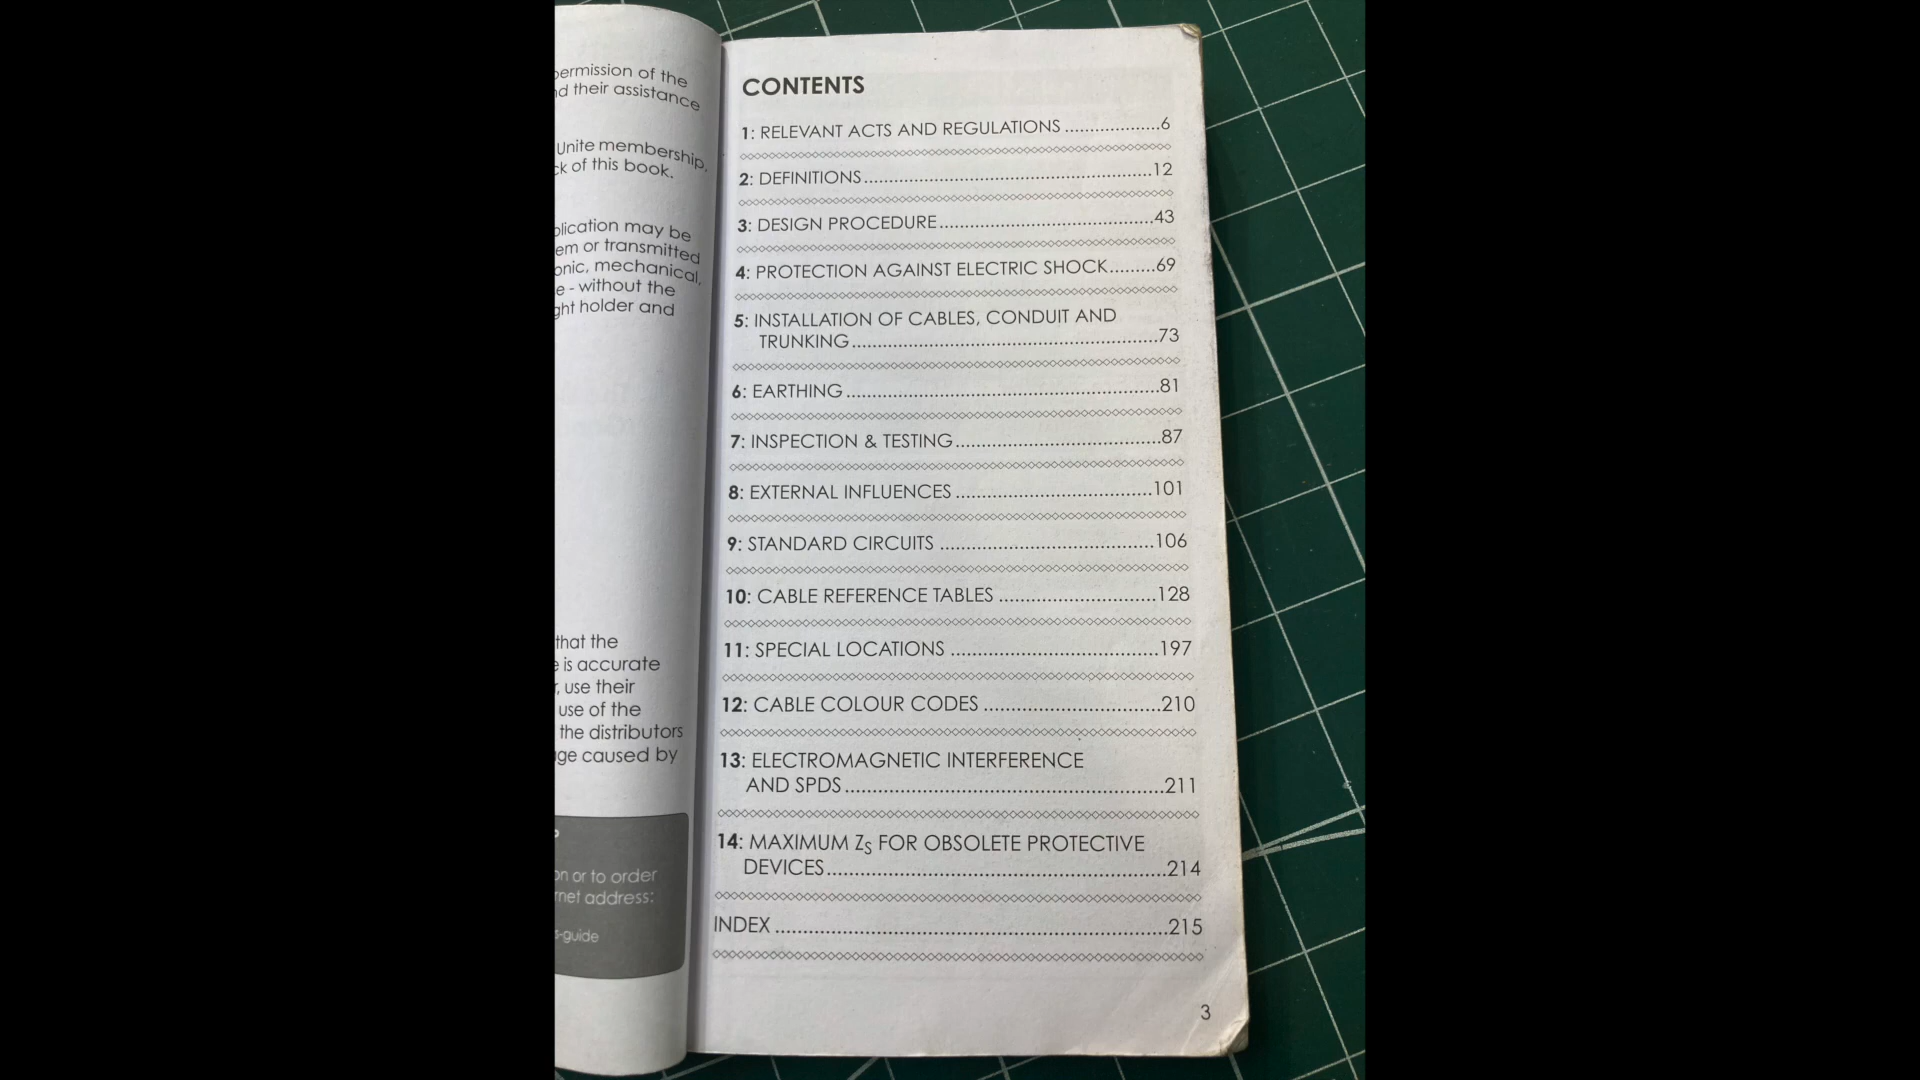 permission of the
their assistance
Unite membership,
of this book.
may be
em or transmitted
mechanical,
- without the
holder and
that the
is accurate
, use their
use of the
the distributors
caused by
on or to order
address:
-guide
CONTENTS
1: RELEVANT ACTS AND REGULATIONS ...................6
2: DEFINITIONS.........................................................12
3: DESIGN PROCEDURE..........................................43
4: PROTECTION AGAINST ELECTRIC SHOCK.........69
5: INSTALLATION OF CABLES, CONDUIT AND
TRUNKING............................................................73
6: EARTHING .............................................................81
7: INSPECTION & TESTING........................................87
8: EXTERNAL INFLUENCES ......................................101
9: STANDARD CIRCUITS .........................................106
10: CABLE REFERENCE TABLES ..............................128
11: SPECIAL LOCATIONS ........................................197
12: CABLE COLOUR CODES ..................................210
13: ELECTROMAGNETIC INTERFERENCE
AND SPDS............................................................211
14: MAXIMUM ZS FOR OBSOLETE PROTECTIVE
DEVICES................................................................214
INDEX .......................................................................215
3